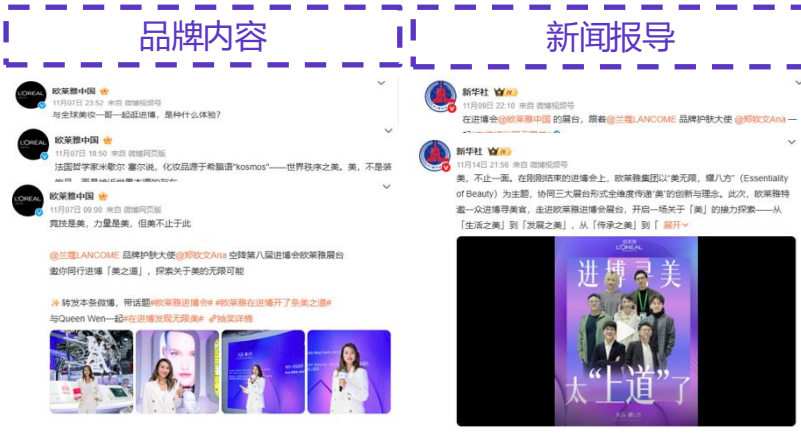 品牌内容
欧莱雅中国
11月07日 23:52 来自 微博视频号
与全球美妆一哥一起逛进博，是种什么体验？
欧莱雅中国
11月07日 18:50 来自 微博网页版
法国哲学家米歇尔·塞尔说，化妆品源于希腊语"kosmos"——世界秩序之美。美，不是装
欧莱雅中国
11月07日 09:00 来自 微博网页版
竞技是美，力量是美，但美不止于此
@兰蔻LANCOME 品牌护肤大使@郑钦文Ana 空降第八届进博会欧莱雅展台
邀你同行进博「美之道」，探索关于美的无限可能
转发本条微博，带话题#欧莱雅进博会# #欧莱雅在进博开了条美之道#
与Queen Wen一起#在进博发现无限美# 抽奖详情
新闻报导
新华社
11月09日 22:10 来自 微博视频号
在进博会@欧莱雅中国 的展台，跟着@兰蔻LANCOME 品牌护肤大使 @郑钦文Ana 一
新华社
11月14日 21:56 来自 微博视频号
美，不止一面。在刚刚结束的进博会上，欧莱雅集团以"美无限，耀八方"（Essentiality
of Beauty）为主题，协同三大展台形式全维度传递"美"的创新与理念。此次，欧莱雅特
邀一众进博寻美官，走进欧莱雅进博会展台，开启一场关于「美」的接力探索——从
「生活之美」到「发展之美」，从「传承之美」到「 展开
L'ORÉAL
进博寻美
太“上道”了